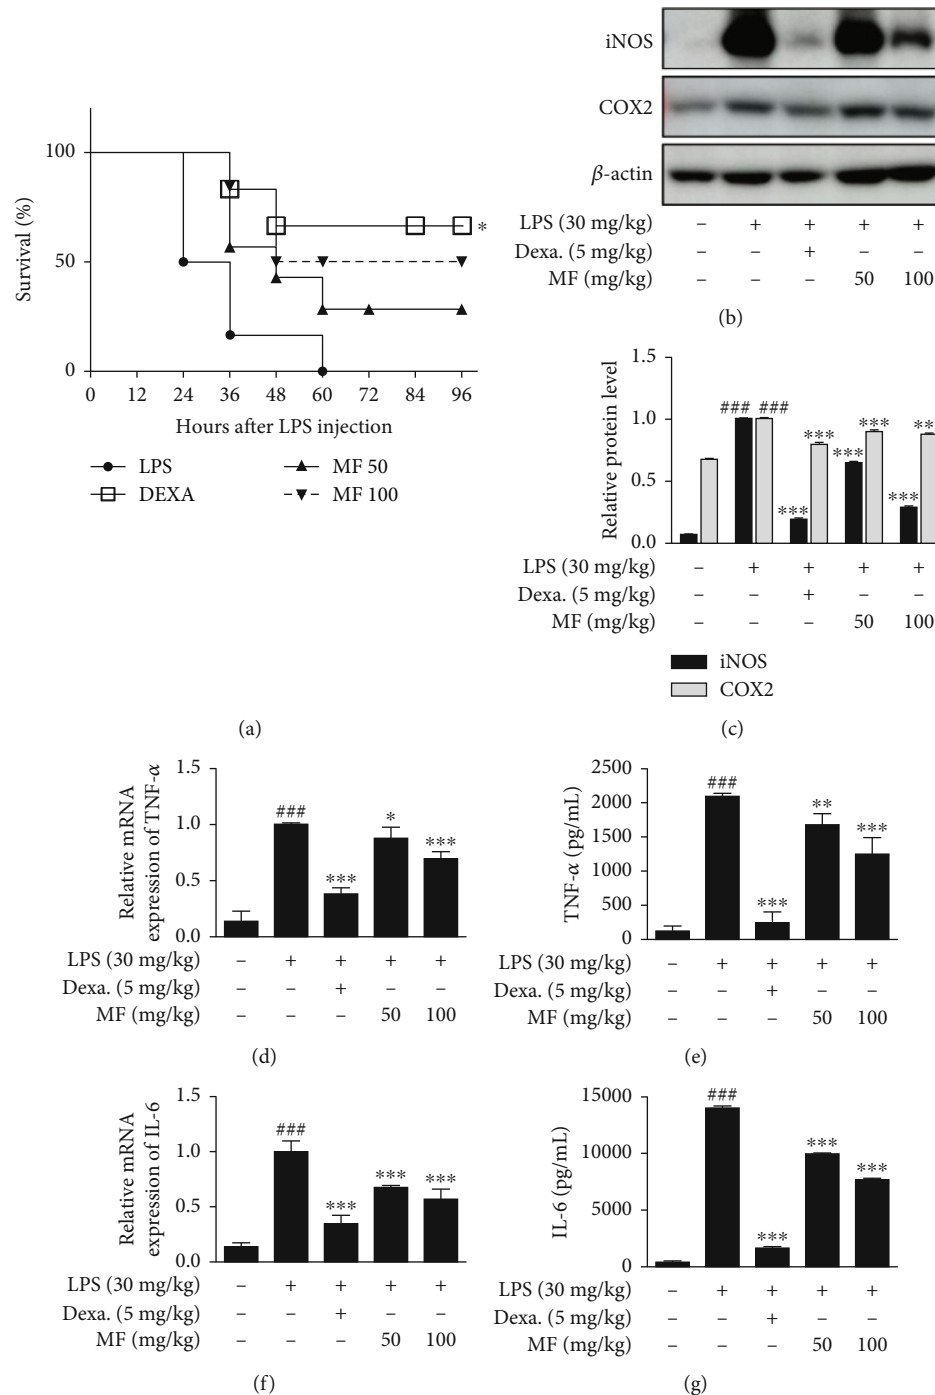 100
50
0
Survival (%)
0 12 24 36 48 60 72 84 96
*
Hours after LPS injection
LPS
MF 50
DEXA
MF 100
(a)
iNOS
COX2
β-actin
LPS (30 mg/kg) – + + + +
Dexa. (5 mg/kg) – – + – –
MF (mg/kg) – – – 50 100
(b)
Relative protein level
1.5
1.0
0.5
0.0
### ###
*** ***
*** ***
*** **
LPS (30 mg/kg) – + + + +
Dexa. (5 mg/kg) – – + – –
MF (mg/kg) – – – 50 100
iNOS
COX2
(c)
Relative mRNA
expression of TNF-α
1.5
1.0
0.5
0.0
### *** * ***
LPS (30 mg/kg) – + + + +
Dexa. (5 mg/kg) – – + – –
MF (mg/kg) – – – 50 100
(d)
TNF-α (pg/mL)
2500
2000
1500
1000
500
0
### *** ** ***
LPS (30 mg/kg) – + + + +
Dexa. (5 mg/kg) – – + – –
MF (mg/kg) – – – 50 100
(e)
Relative mRNA
expression of IL-6
1.5
1.0
0.5
0.0
### *** *** ***
LPS (30 mg/kg) – + + + +
Dexa. (5 mg/kg) – – + – –
MF (mg/kg) – – – 50 100
(f)
IL-6 (pg/mL)
15000
10000
5000
0
### *** *** ***
LPS (30 mg/kg) – + + + +
Dexa. (5 mg/kg) – – + – –
MF (mg/kg) – – – 50 100
(g)